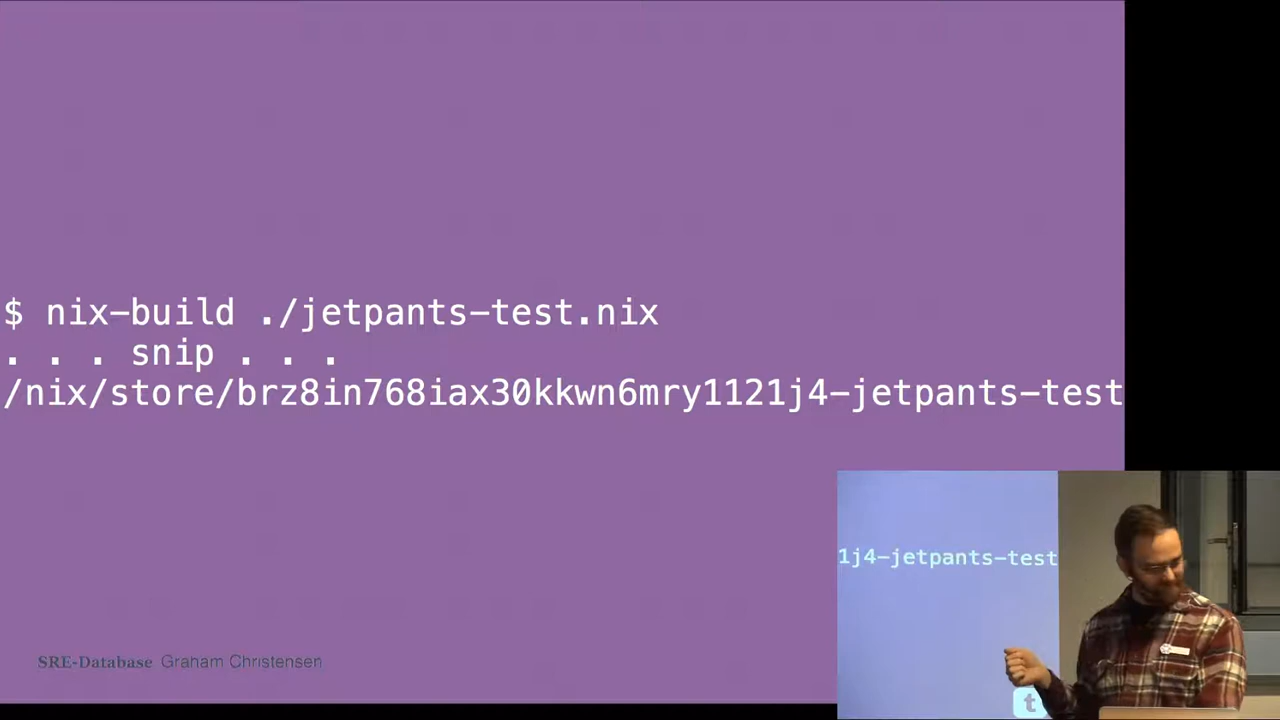 $ nix-build ./jetpants-test.nix
. . . snip . . .
/nix/store/brz8in768iax30kkwn6mry1121j4-jetpants-test
1j4-jetpants-test
t
SRE-Database Graham Christensen